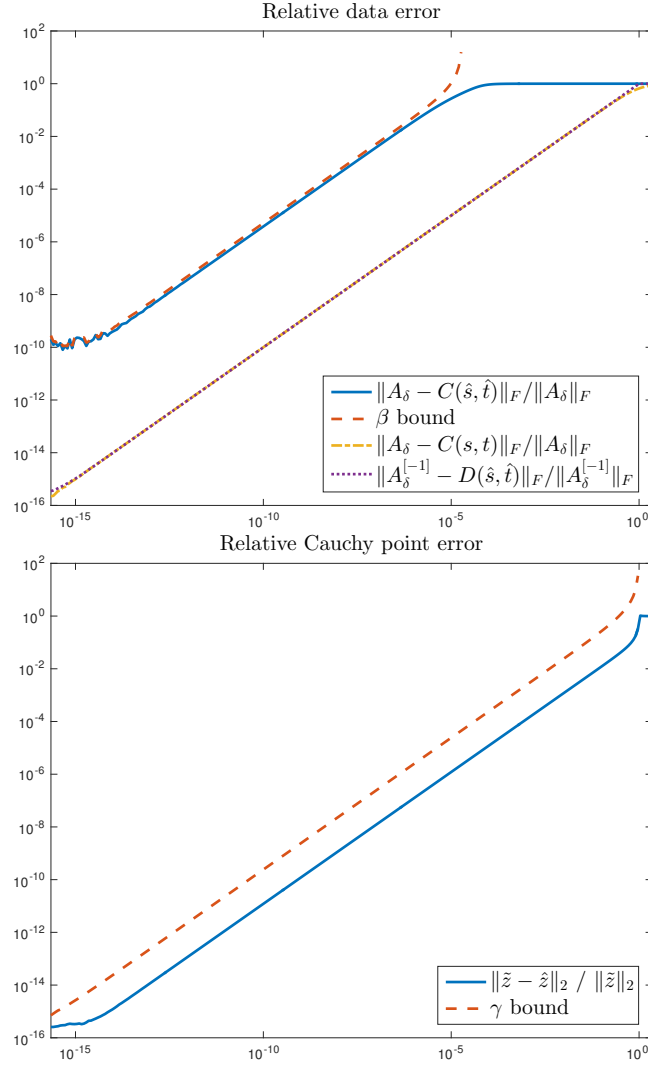 Relative data error
10^2
10^0
10^-2
10^-4
10^-6
10^-8
10^-10
10^-12
10^-14
10^-16
‖A_δ − C(ŝ, t̂)‖_F/‖A_δ‖_F
β bound
‖A_δ − C(s, t)‖_F/‖A_δ‖_F
‖A_δ^[−1] − D(ŝ, t̂)‖_F/‖A_δ^[−1]‖_F
10^-15 10^-10 10^-5 10^0
Relative Cauchy point error
10^2
10^0
10^-2
10^-4
10^-6
10^-8
10^-10
10^-12
10^-14
10^-16
‖z̃ − ẑ‖_2 / ‖z̃‖_2
γ bound
10^-15 10^-10 10^-5 10^0